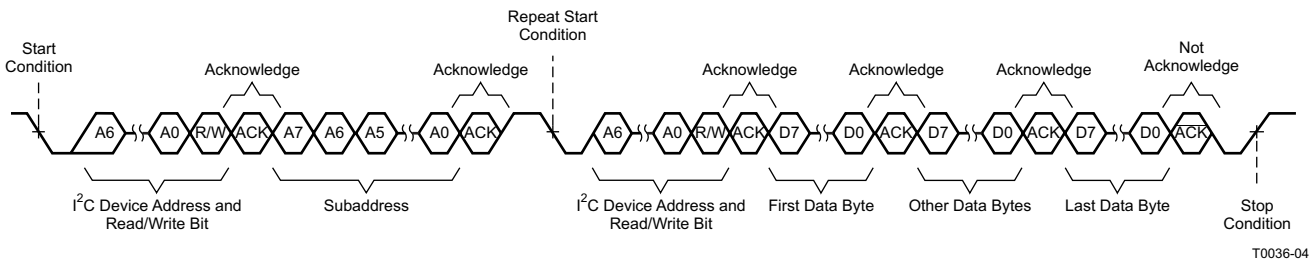 Repeat Start
Condition
Start
Condition
Not
Acknowledge
Acknowledge
Acknowledge
Acknowledge
Acknowledge
Acknowledge
A6 A0 R/W ACK A7 A6 A5 A0 ACK A6 A0 R/W ACK D7 D0 ACK D7 D0 ACK D7 D0 ACK
I2C Device Address and
Read/Write Bit
Subaddress
I2C Device Address and
Read/Write Bit
First Data Byte
Other Data Bytes
Last Data Byte
Stop
Condition
T0036-04